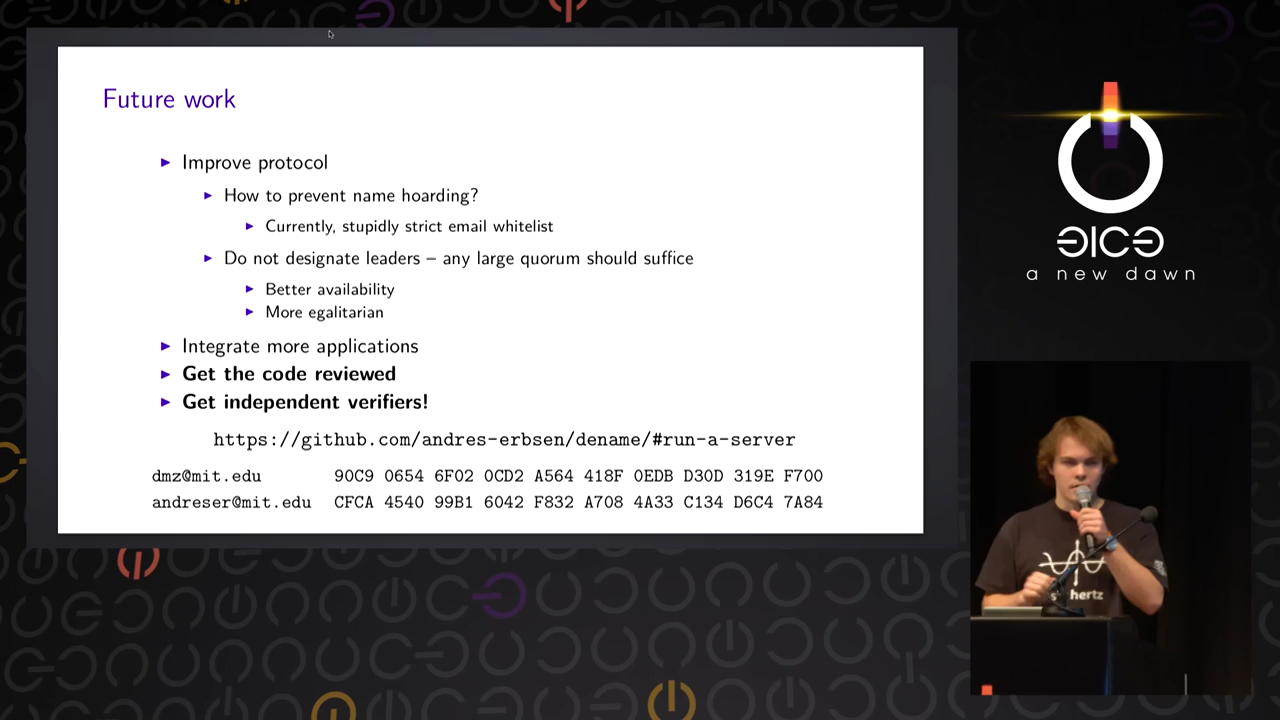 Future work
Improve protocol
How to prevent name hoarding?
Currently, stupidly strict email whitelist
Do not designate leaders – any large quorum should suffice
Better availability
More egalitarian
Integrate more applications
Get the code reviewed
Get independent verifiers!
https://github.com/andres-erbsen/dename/#run-a-server
dmz@mit.edu 90C9 0654 6F02 0CD2 A564 418F 0EDB D30D 319E F700
andreser@mit.edu CFCA 4540 99B1 6042 F832 A708 4A33 C134 D6C4 7A84
a new dawn
hertz